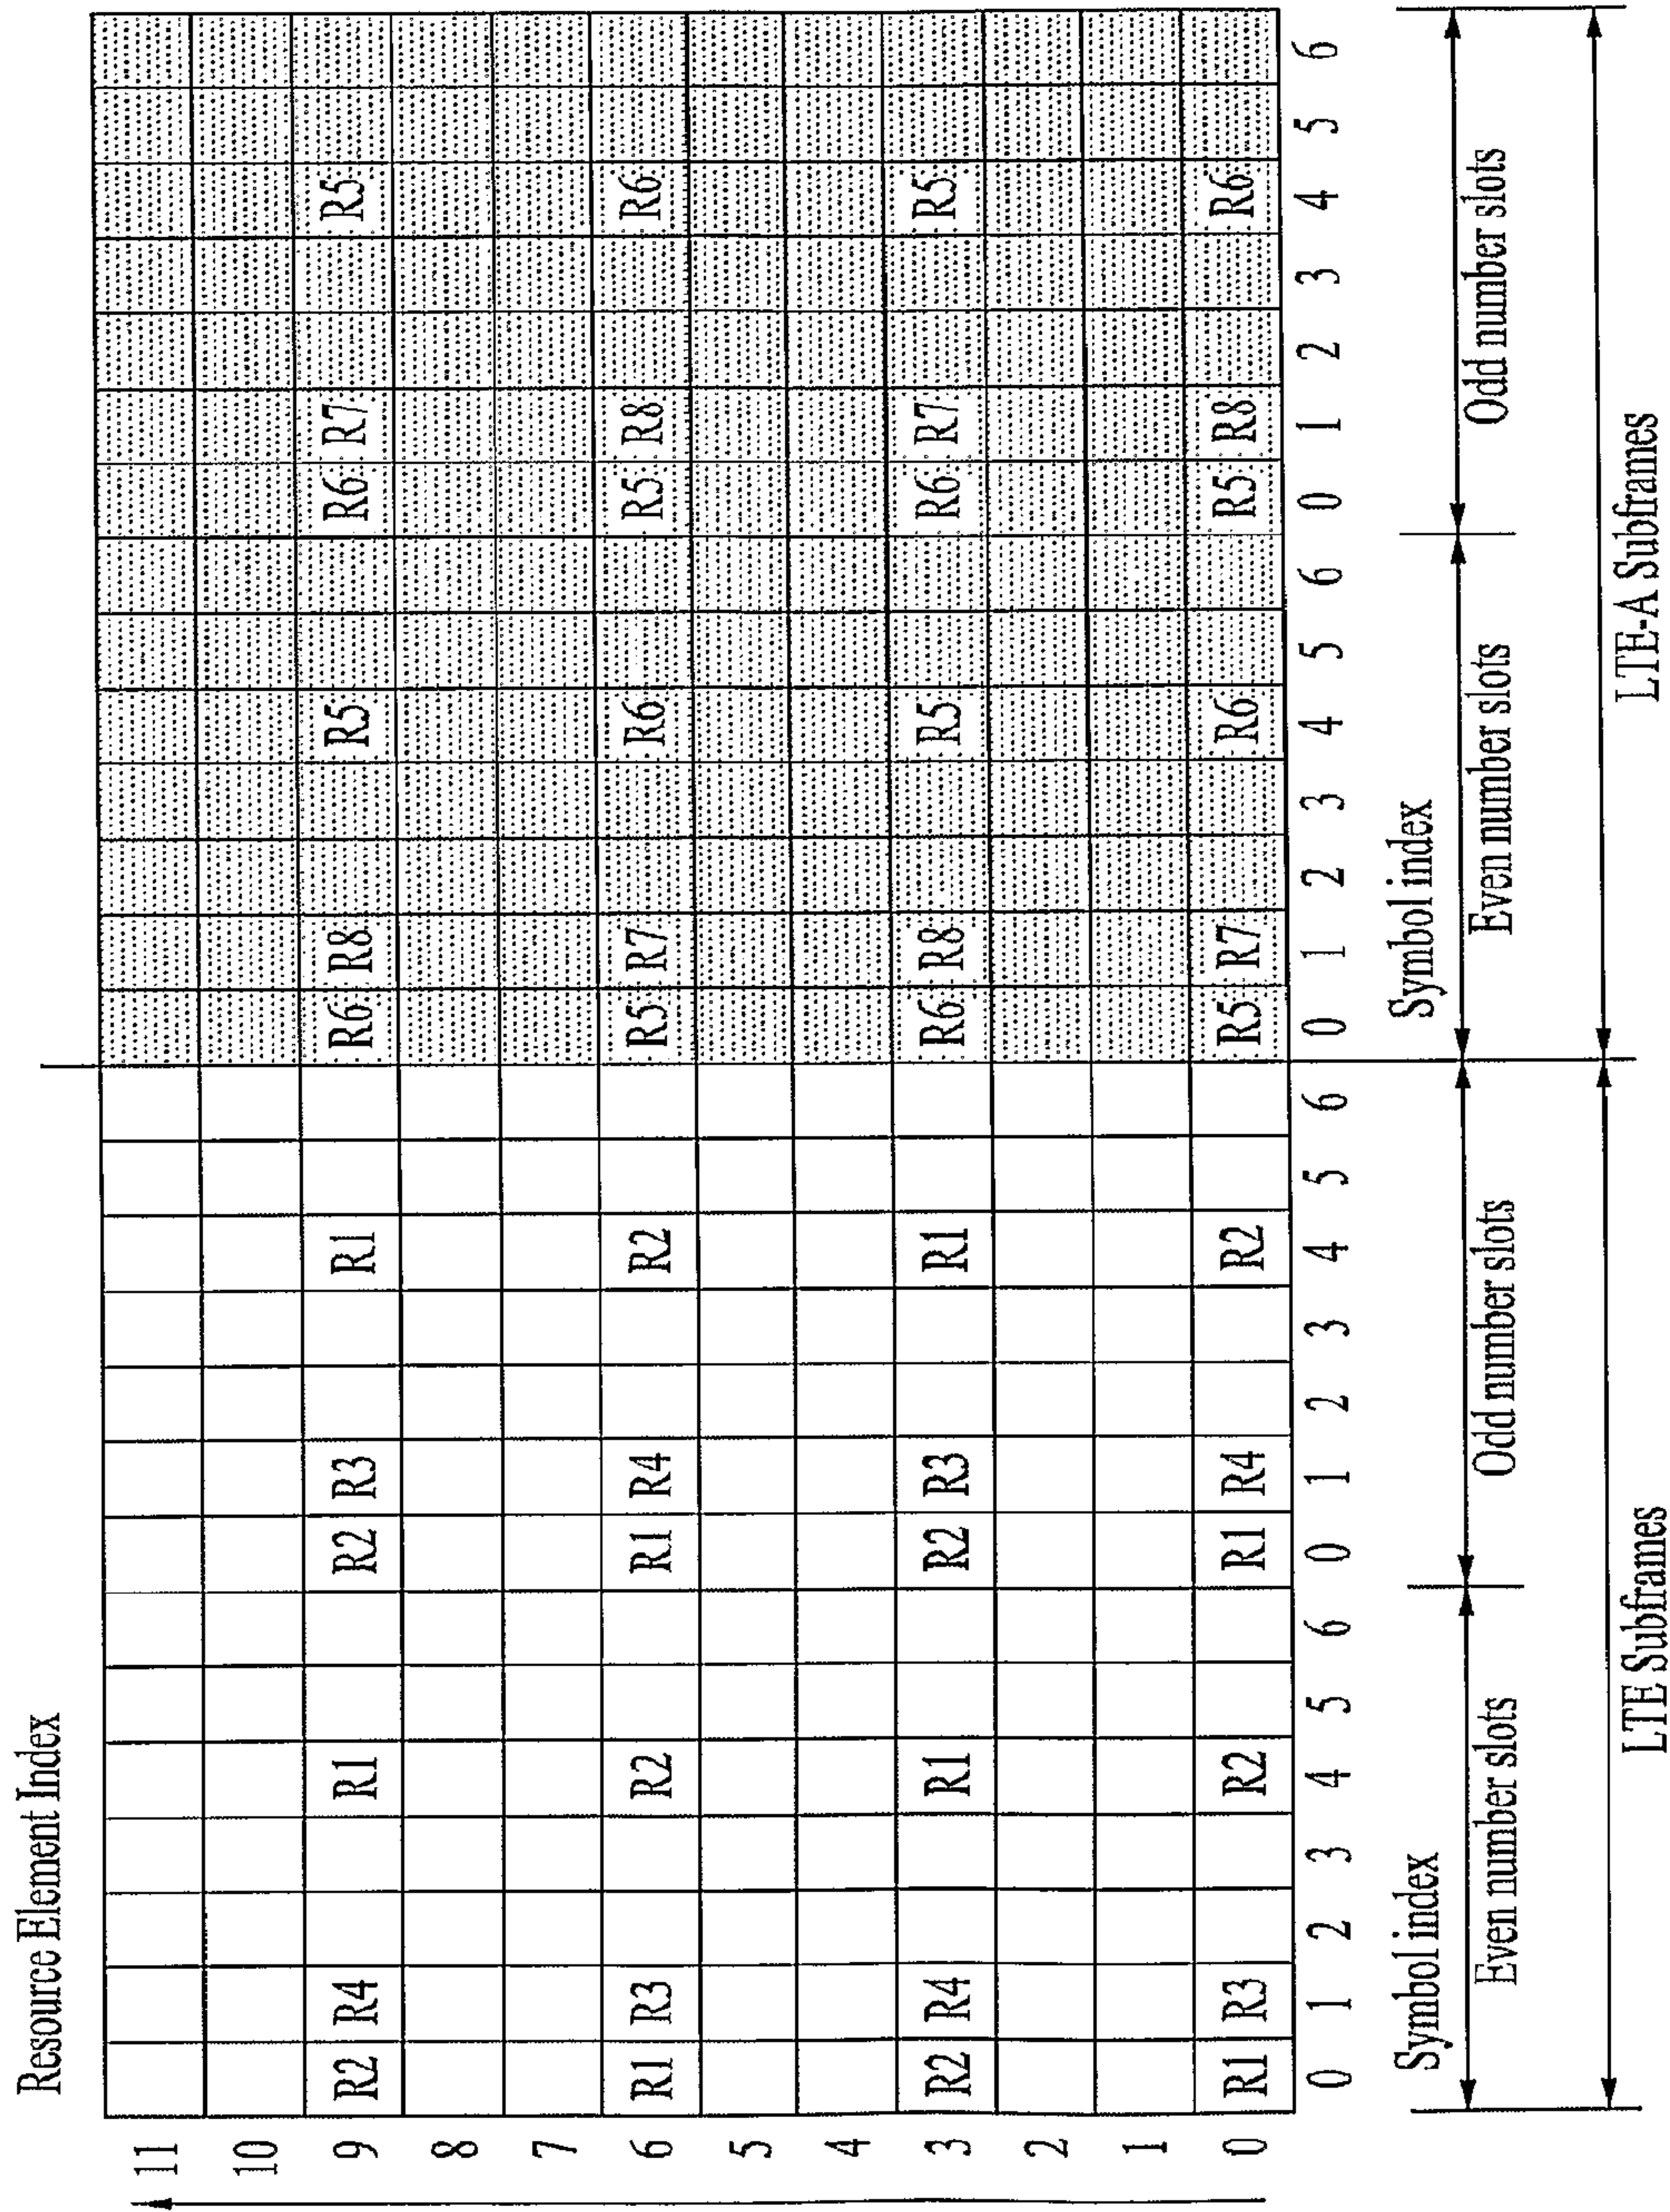 Resource Element Index
11
10
9 R2 R4 R1 R2 R3 R1 R6 R8 R5 R6 R7 R5
8
7
6 R1 R3 R2 R1 R4 R2 R5 R7 R6 R5 R8 R6
5
4
3 R2 R4 R1 R2 R3 R1 R6 R8 R5 R6 R7 R5
2
1
0 R1 R3 R2 R1 R4 R2 R5 R7 R6 R5 R8 R6
0 1 2 3 4 5 6 0 1 2 3 4 5 6 0 1 2 3 4 5 6 0 1 2 3 4 5 6
Symbol index Symbol index
Even number slots Odd number slots Even number slots Odd number slots
LTE Subframes LTE-A Subframes